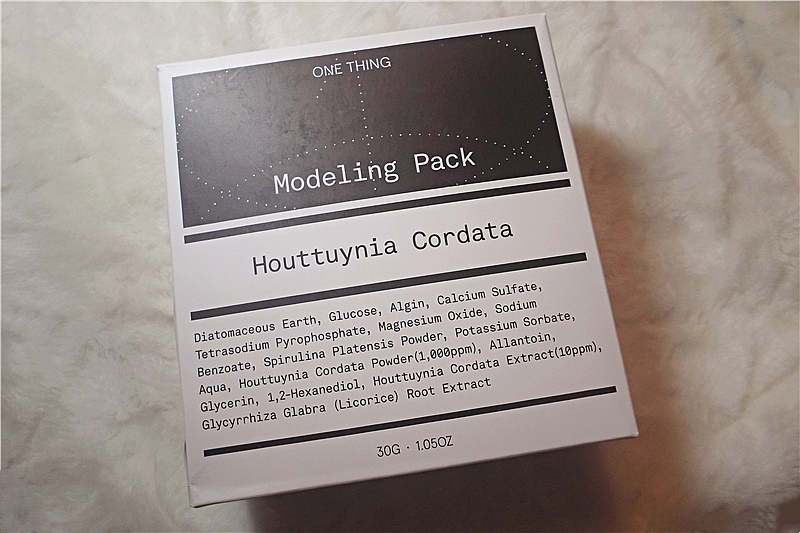 ONE THING
Modeling Pack
Houttuynia Cordata
Diatomaceous Earth, Glucose, Algin, Calcium Sulfate,
Tetrasodium Pyrophosphate, Magnesium Oxide, Sodium
Benzoate, Spirulina Platensis Powder, Potassium Sorbate,
Aqua, Houttuynia Cordata Powder(1,000ppm), Allantoin,
Glycerin, 1,2-Hexanediol, Houttuynia Cordata Extract(10ppm),
Glycyrrhiza Glabra (Licorice) Root Extract
30G · 1.05OZ